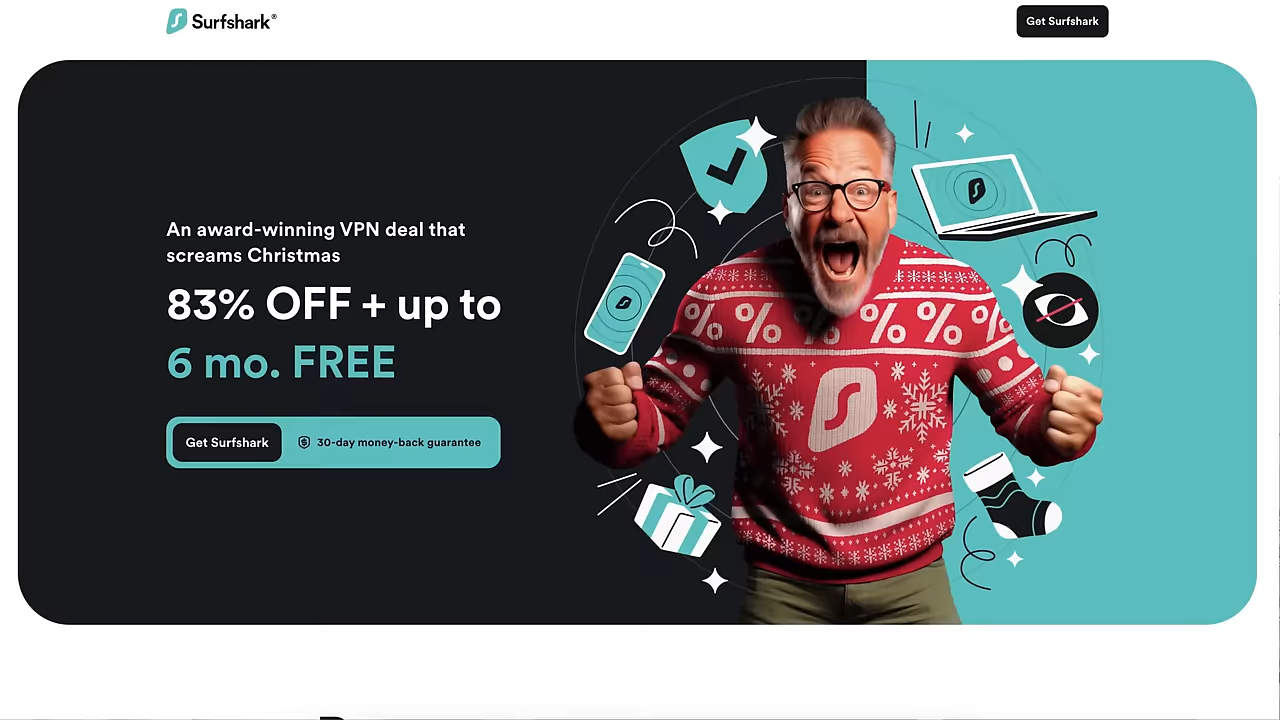 Surfshark®
Get Surfshark
An award-winning VPN deal that
screams Christmas
83% OFF + up to
6 mo. FREE
Get Surfshark
30-day money-back guarantee
% % % % %